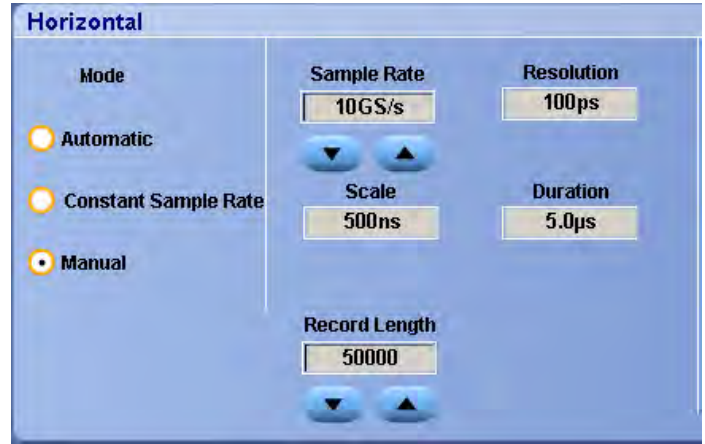 Horizontal
Mode
Automatic
Constant Sample Rate
Manual
Sample Rate
10GS/s
Resolution
100ps
Scale
500ns
Duration
5.0µs
Record Length
50000